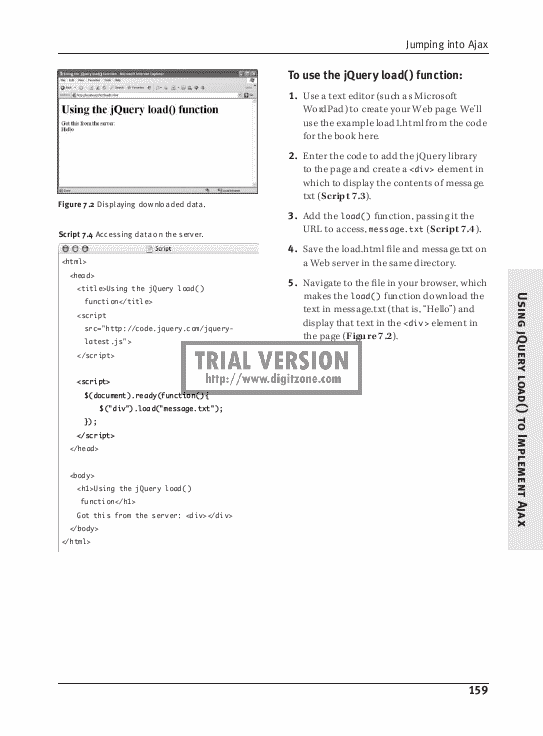 Jumping into Ajax
Using the jQuery load() function
Got this from the server:
Hello
Figure 7.2 Displaying downloaded data.
Script 7.4 Accessing data on the server.
Script
<html>
<head>
<title>Using the jQuery load()
function</title>
<script
src="http://code.jquery.com/jquery-
latest.js">
</script>
<script>
$(document).ready(function(){
$("div").load("message.txt");
});
</script>
</head>
<body>
<h1>Using the jQuery load()
function</h1>
Got this from the server: <div></div>
</body>
</html>
To use the jQuery load() function:
1. Use a text editor (such as Microsoft
WordPad) to create your Web page. We'll
use the example load1.html from the code
for the book here.
2. Enter the code to add the jQuery library
to the page and create a <div> element in
which to display the contents of message.
txt (Script 7.3).
3. Add the load() function, passing it the
URL to access, message.txt (Script 7.4).
4. Save the load.html file and message.txt on
a Web server in the same directory.
5. Navigate to the file in your browser, which
makes the load() function download the
text in message.txt (that is, "Hello") and
display that text in the <div> element in
the page (Figure 7.2).
TRIAL VERSION
http://www.digitzone.com
Using jQuery load() to Implement Ajax
159